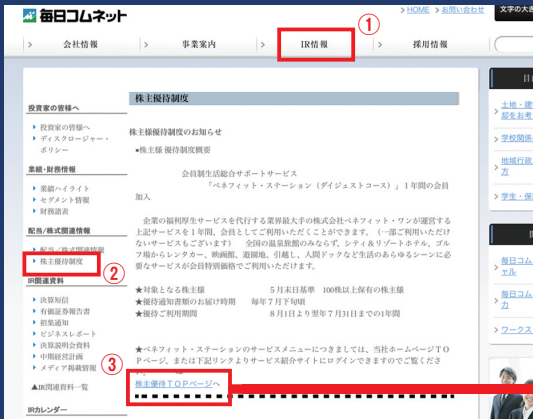 毎日コムネット
> HOME > お問い合わせ
文字の大き
①
> 会社情報
> 事業案内
> IR情報
> 採用情報
株主優待制度
投資家の皆様へ
投資家の皆様へ
ディスクロージャー・
ポリシー
業績・財務情報
業績ハイライト
セグメント情報
財務諸表
配当/株式関連情報
配当／株式関連情報
株主優待制度
②
IR関連資料
決算短信
有価証券報告書
招集通知
ビジネスレポート
決算説明会資料
中期経営計画
メディア掲載情報
▲IR関連資料一覧
IRカレンダー
株主様優待制度のお知らせ
●株主様 優待制度概要
会員制生活総合サポートサービス
「ベネフィット・ステーション（ダイジェストコース）」１年間の会員
加入
企業の福利厚生サービスを代行する業界最大手の株式会社ベネフィット・ワンが運営する
上記サービスを１年間、会員としてご利用いただくことができます。（一部ご利用いただけ
ないサービスもございます） 全国の温泉旅館のみならず、シティ＆リゾートホテル、ゴル
フ場からレンタカー、映画館、遊園地、引越し、人間ドックなど生活のあらゆるシーンに必
要なサービスが会員特別価格でご利用いただけます。
★対象となる株主様 ５月末日基準 100株以上保有の株主様
★優待通知書類のお届け時期 毎年７月下旬頃
★優待ご利用期間 ８月1日より翌年７月31日までの1年間
★ベネフィット・ステーションのサービスメニューにつきましては、当社ホームページＴＯ
Ｐページ、または下記リンクよりサービス紹介サイトにログインできますのでご覧くださ
③
株主優待ＴＯＰページへ
> 土地・建
却をお考
> 学校関係
地域行政
方
> 学生・保
> 毎日コム
ャル
> 毎日コム
力
> ワークス